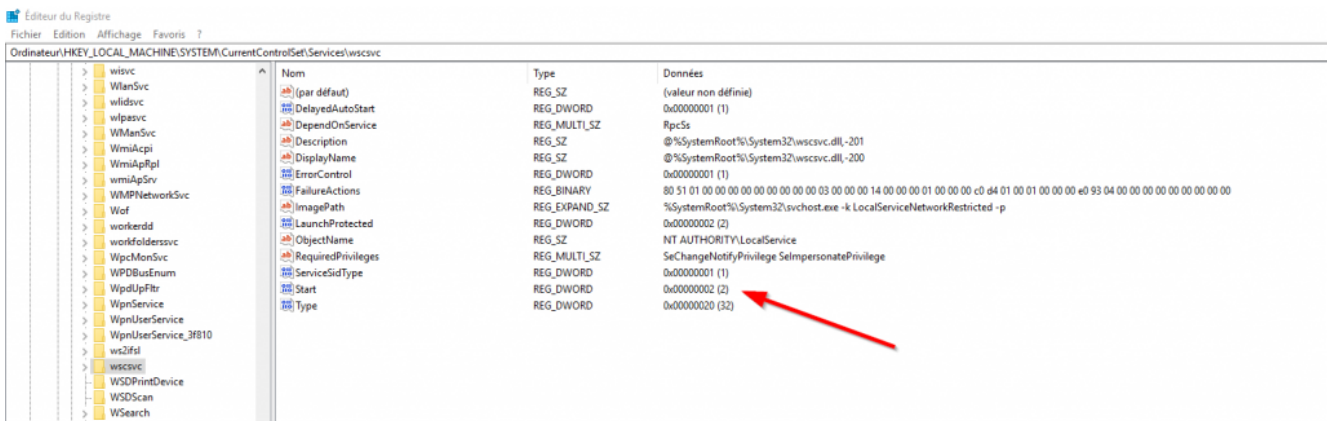 Éditeur du Registre
Fichier Edition Affichage Favoris ?
Ordinateur\HKEY_LOCAL_MACHINE\SYSTEM\CurrentControlSet\Services\wscsvc
wisvc
WlanSvc
wlidsvc
wlpasvc
WManSvc
WmiAcpi
WmiApRpl
wmiApSrv
WMPNetworkSvc
Wof
workerdd
workfolderssvc
WpcMonSvc
WPDBusEnum
WpdUpFltr
WpnService
WpnUserService
WpnUserService_3f810
ws2ifsl
wscsvc
WSDPrintDevice
WSDScan
WSearch
Nom Type Données
(par défaut) REG_SZ (valeur non définie)
DelayedAutoStart REG_DWORD 0x00000001 (1)
DependOnService REG_MULTI_SZ RpcSs
Description REG_SZ @%SystemRoot%\System32\wscsvc.dll,-201
DisplayName REG_SZ @%SystemRoot%\System32\wscsvc.dll,-200
ErrorControl REG_DWORD 0x00000001 (1)
FailureActions REG_BINARY 80 51 01 00 00 00 00 00 00 00 00 00 03 00 00 00 14 00 00 00 01 00 00 00 c0 d4 01 00 01 00 00 00 e0 93 04 00 00 00 00 00 00 00 00 00
ImagePath REG_EXPAND_SZ %SystemRoot%\System32\svchost.exe -k LocalServiceNetworkRestricted -p
LaunchProtected REG_DWORD 0x00000002 (2)
ObjectName REG_SZ NT AUTHORITY\LocalService
RequiredPrivileges REG_MULTI_SZ SeChangeNotifyPrivilege SeImpersonatePrivilege
ServiceSidType REG_DWORD 0x00000001 (1)
Start REG_DWORD 0x00000002 (2)
Type REG_DWORD 0x00000020 (32)